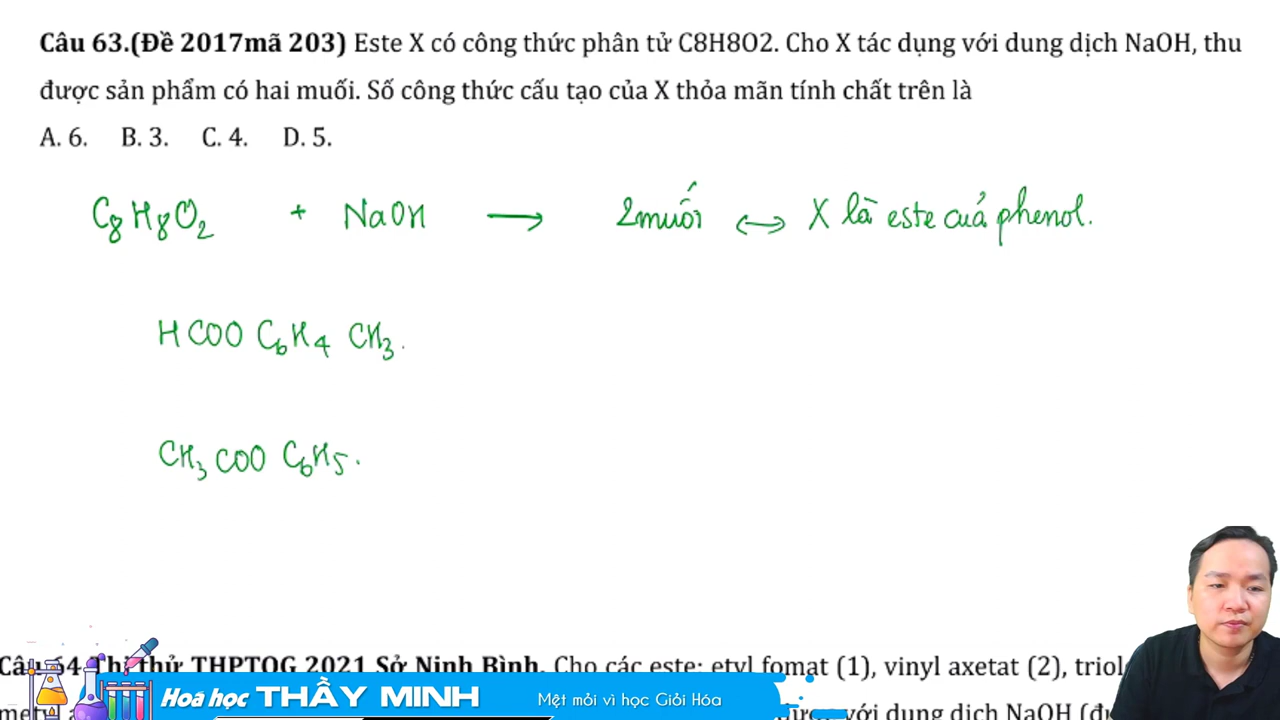 Câu 63.(Đề 2017mã 203) Este X có công thức phân tử C8H8O2. Cho X tác dụng với dung dịch NaOH, thu
được sản phẩm có hai muối. Số công thức cấu tạo của X thỏa mãn tính chất trên là
A. 6. B. 3. C. 4. D. 5.
C8H8O2 + NaOH ⟶ 2muối ⟷ X là este của phenol.
HCOO C6H4 CH3.
CH3COO C6H5.
Câu 64.Thi thử THPTQG 2021 Sở Ninh Bình. Cho các este: etyl fomat (1), vinyl axetat (2),
Hoá học THẦY MINH Mệt mỏi vì học Giỏi Hóa
với dung dịch NaOH